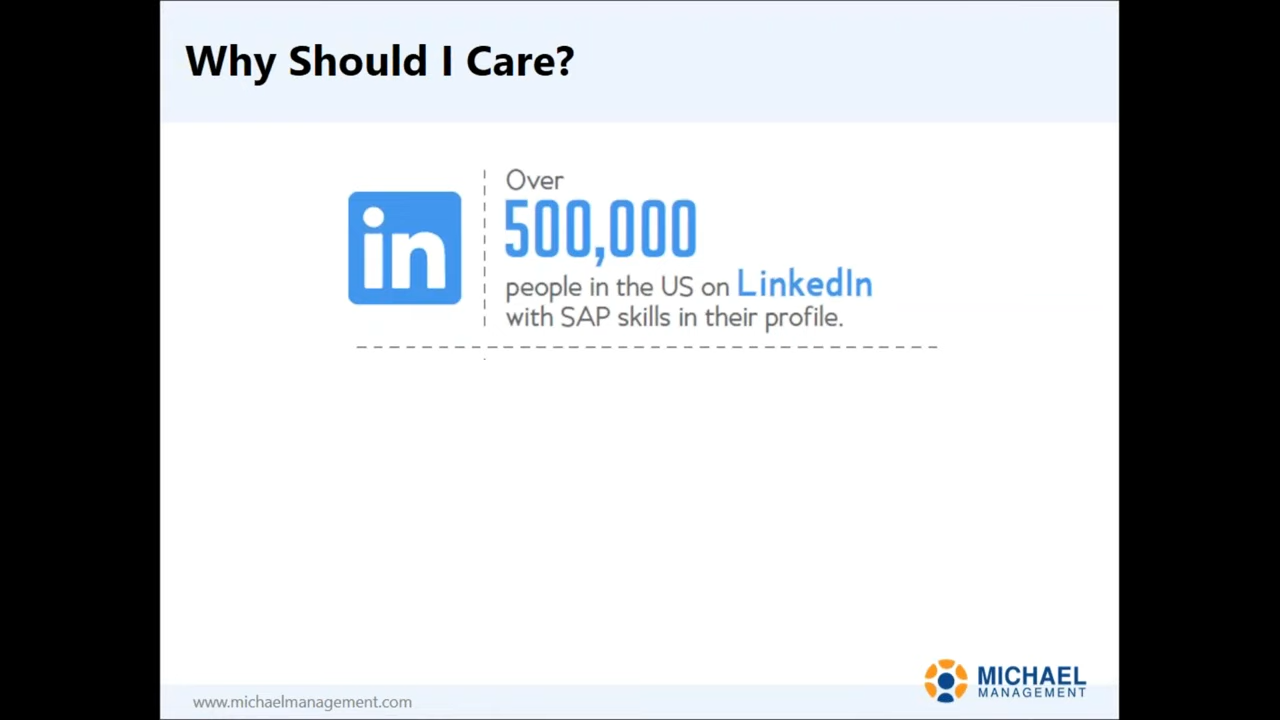 Why Should I Care?
in
Over
500,000
people in the US on LinkedIn
with SAP skills in their profile.
www.michaelmanagement.com
MICHAEL
MANAGEMENT